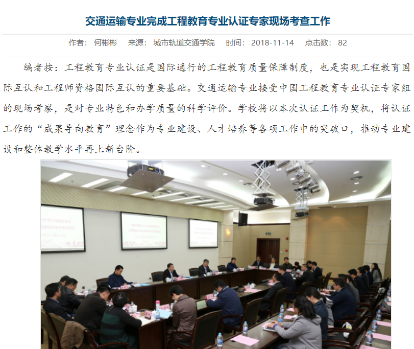 交通运输专业完成工程教育专业认证专家现场考查工作
作者： 何彬彬 来源： 城市轨道交通学院 时间： 2018-11-14 点击数： 82
编者按：工程教育专业认证是国际通行的工程教育质量保障制度，也是实现工程教育国
际互认和工程师资格国际互认的重要基础。交通运输专业接受中国工程教育专业认证专家组
的现场考察，是对专业特色和办学质量的科学评价。学校将以本次认证工作为契机，将认证
工作的“成果导向教育”理念作为专业建设、人才培养等各项工作中的突破口，推动专业建
设和整体教学水平再上新台阶。